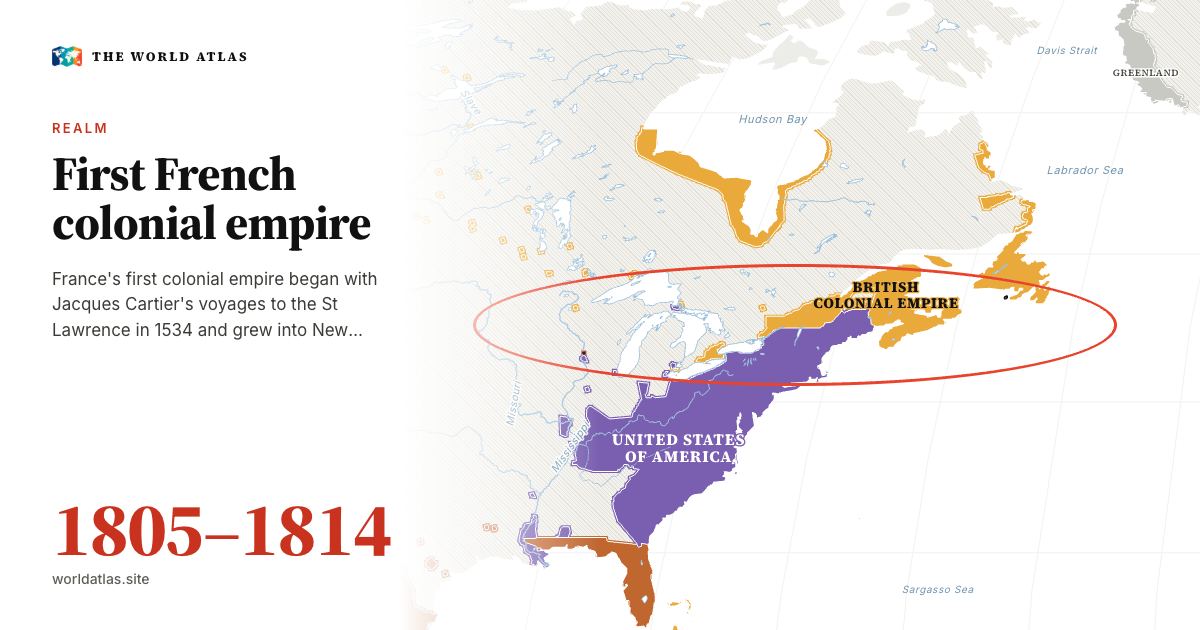 THE WORLD ATLAS
REALM
First French
colonial empire
France's first colonial empire began with
Jacques Cartier's voyages to the St
Lawrence in 1534 and grew into New...
1805–1814
worldatlas.site
Davis Strait
GREENLAND
Slave
Hudson Bay
Labrador Sea
BRITISH
COLONIAL EMPIRE
Missouri
Mississippi
UNITED STATES
OF AMERICA
Sargasso Sea